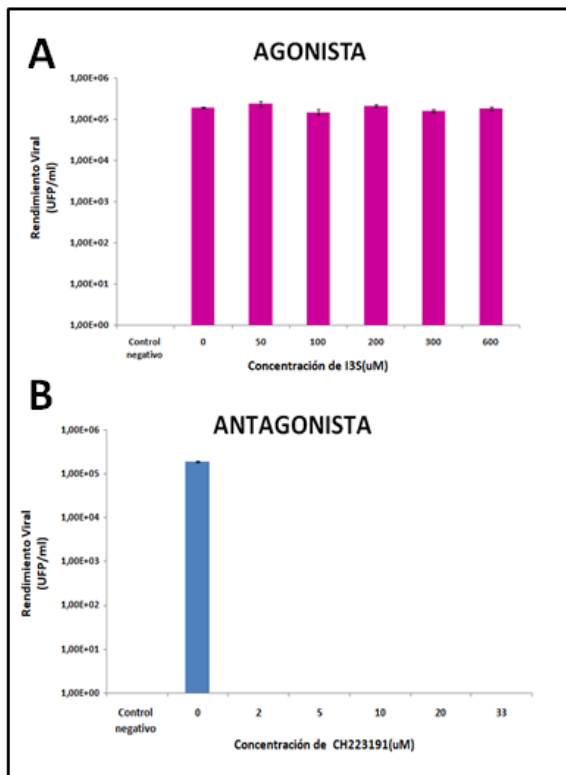 A
AGONISTA
1,00E+06
1,00E+05
1,00E+04
1,00E+03
1,00E+02
1,00E+01
1,00E+00
Rendimiento Viral
(UFP/ml)
Control
negativo
0 50 100 200 300 600
Concentración de I3S(uM)
B
ANTAGONISTA
1,00E+06
1,00E+05
1,00E+04
1,00E+03
1,00E+02
1,00E+01
1,00E+00
Rendimiento Viral
(UFP/ml)
Control
negativo
0 2 5 10 20 33
Concentración de CH223191(uM)